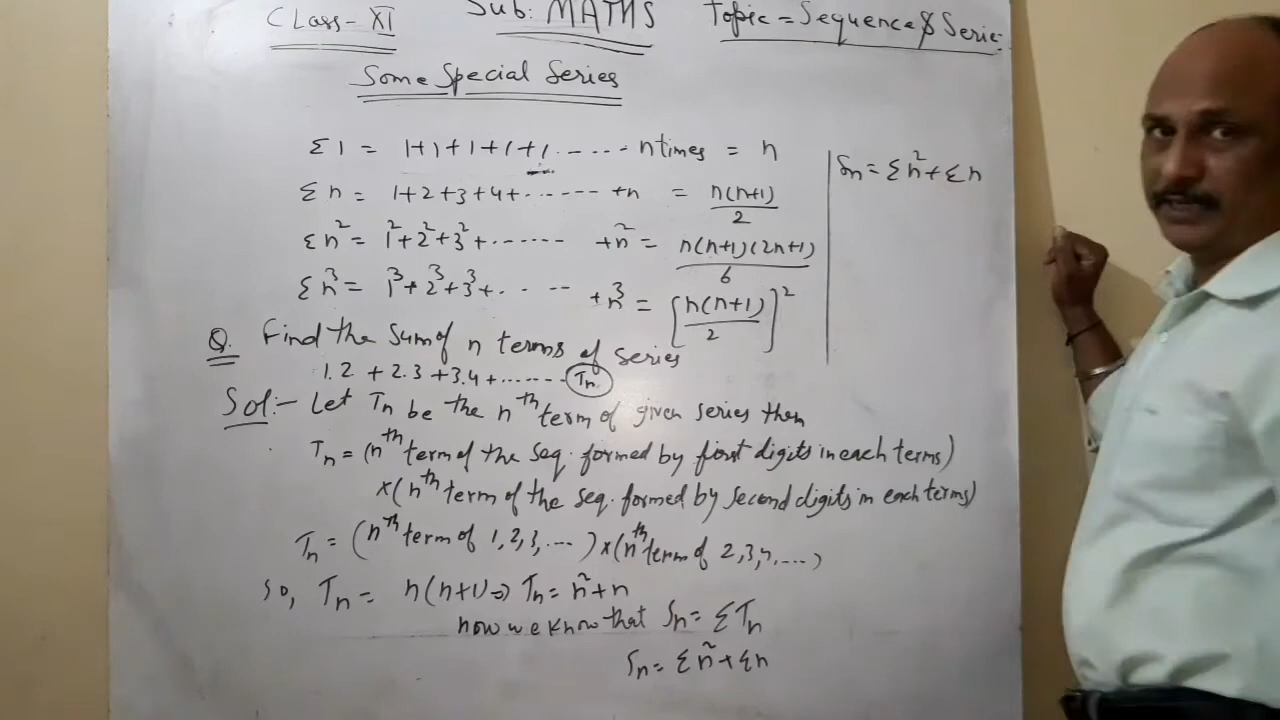 Class-XI Sub: MATHS Topic = Sequence & Serie
Some Special Series
Σ1 = 1+1+1+1+1..... n times = n
Σn = 1+2+3+4+....... +n = n(n+1)/2
Σn² = 1²+2²+3²+....... +n² = n(n+1)(2n+1)/6
Σn³ = 1³+2³+3³+..... +n³ = [n(n+1)/2]²
Q. Find the Sum of n terms of series
1.2 + 2.3 + 3.4 + ....... Tn
Sol:- Let Tn be the nth term of given series then
Tn = (nth term of the seq. formed by first digits in each terms)
×(nth term of the seq. formed by second digits in each terms)
Tn = (nth term of 1,2,3,....)×(nth term of 2,3,4,....)
so, Tn = n(n+1) ⇒ Tn = n²+n
now we know that Sn = ΣTn
Sn = Σn²+Σn
Sn = Σn²+Σn